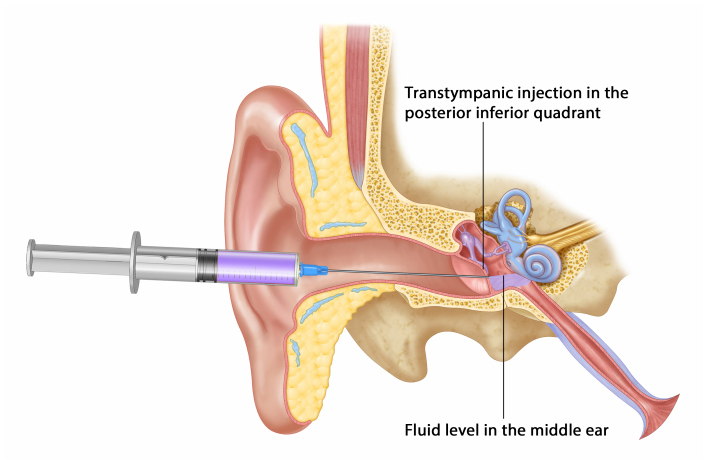 Transtympanic injection in the
posterior inferior quadrant
Fluid level in the middle ear